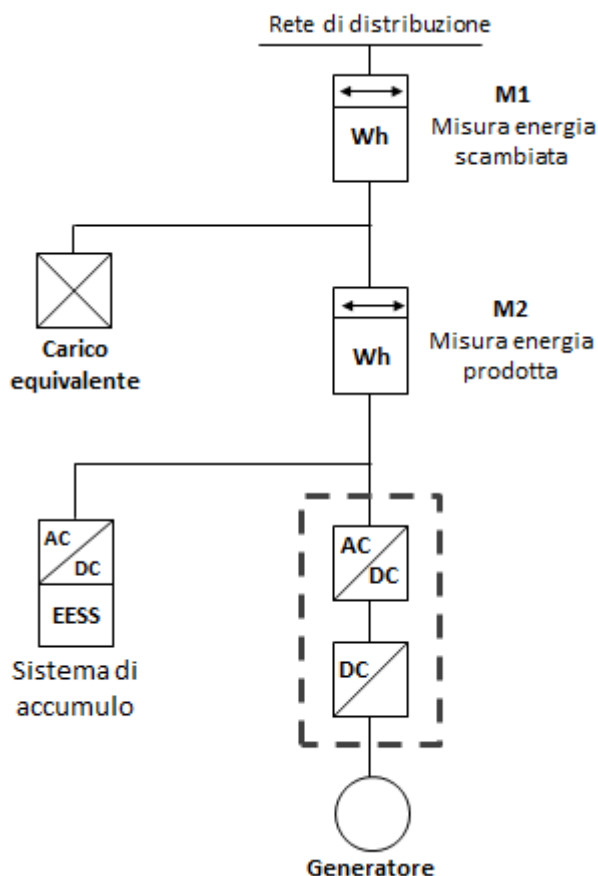 Rete di distribuzione
M1
Misura energia
scambiata
Wh
Carico
equivalente
M2
Misura energia
prodotta
Wh
AC
DC
EESS
Sistema di
accumulo
AC
DC
DC
Generatore